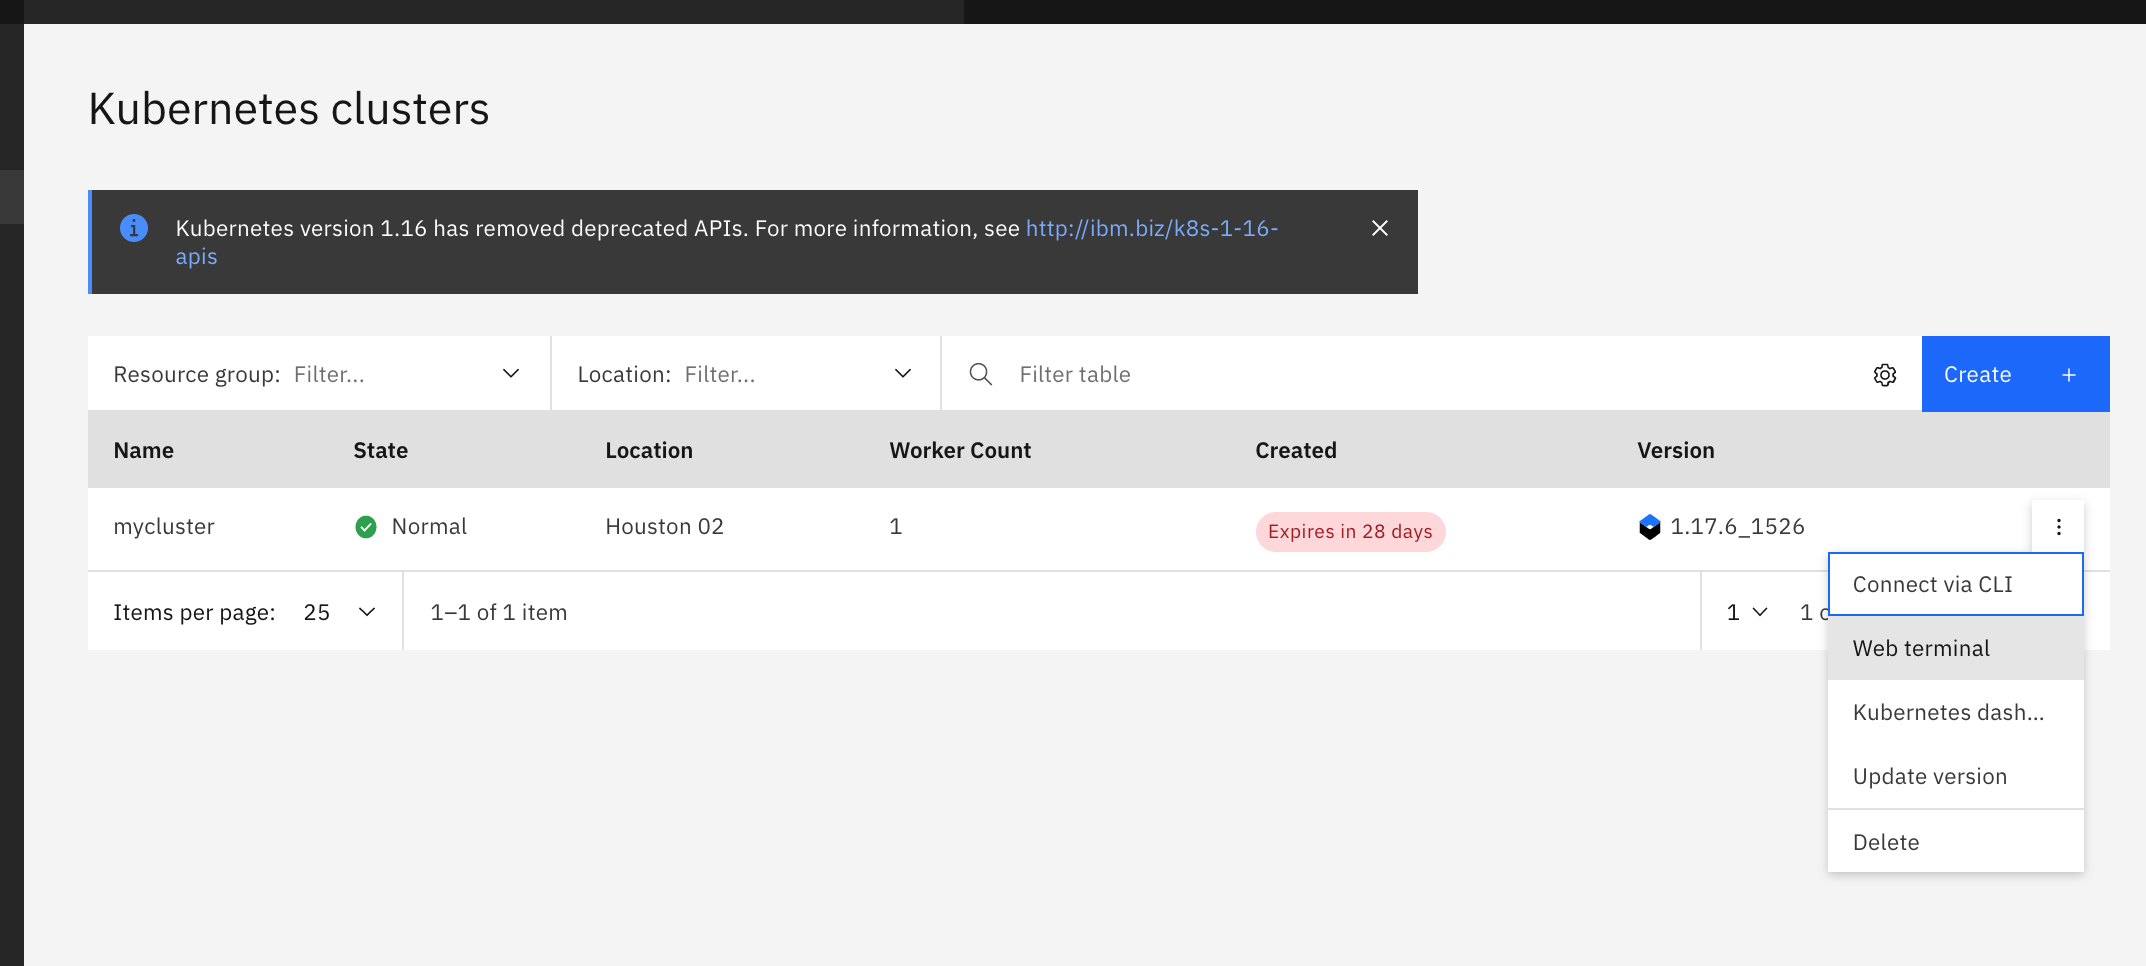 Kubernetes clusters
Kubernetes version 1.16 has removed deprecated APIs. For more information, see http://ibm.biz/k8s-1-16-
apis
Resource group: Filter... Location: Filter... Filter table Create +
Name State Location Worker Count Created Version
mycluster Normal Houston 02 1 Expires in 28 days 1.17.6_1526
Connect via CLI
Items per page: 25 1–1 of 1 item 1 1
Web terminal
Kubernetes dash...
Update version
Delete